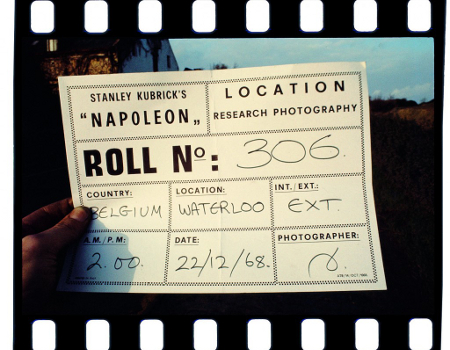 STANLEY KUBRICK'S
"NAPOLEON"
LOCATION
RESEARCH PHOTOGRAPHY
ROLL No: 306.
COUNTRY:
BELGIUM
LOCATION:
WATERLOO
INT./EXT.:
EXT.
A.M./P.M:
2.00.
DATE:
22/12/68.
PHOTOGRAPHER: